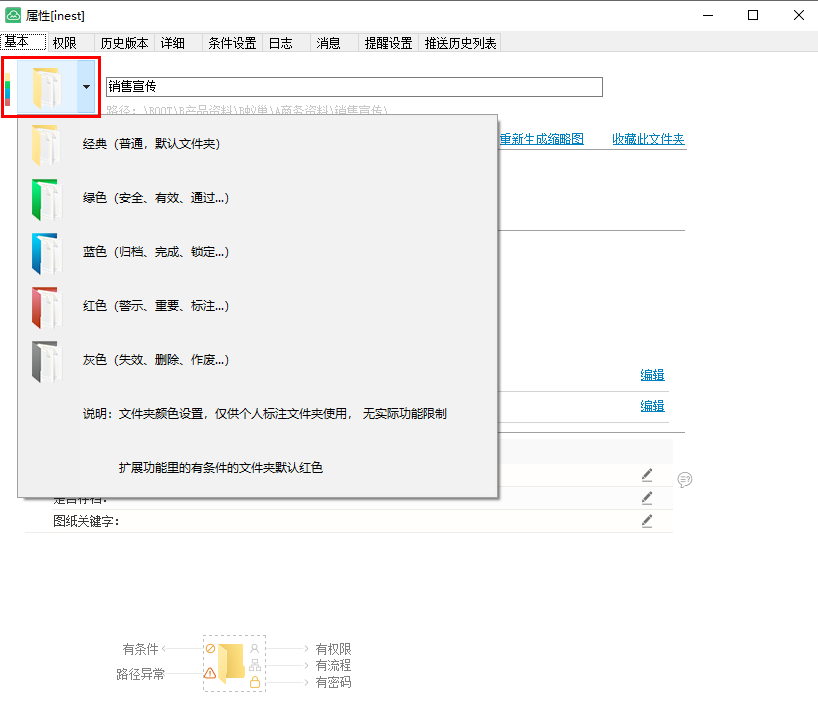 属性[inest]
基本 权限 历史版本 详细 条件设置 日志 消息 提醒设置 推送历史列表
销售宣传
路径: \ROOT\B产品资料\B蚁巢\A商务资料\销售宣传\
重新生成缩略图 收藏此文件夹
经典（普通，默认文件夹）
绿色（安全、有效、通过...）
蓝色（归档、完成、锁定...）
红色（警示、重要、标注...）
灰色（失效、删除、作废...）
编辑
编辑
说明：文件夹颜色设置，仅供个人标注文件夹使用， 无实际功能限制
扩展功能里的有条件的文件夹默认红色
是否存档:
图纸关键字:
有条件
路径异常
有权限
有流程
有密码